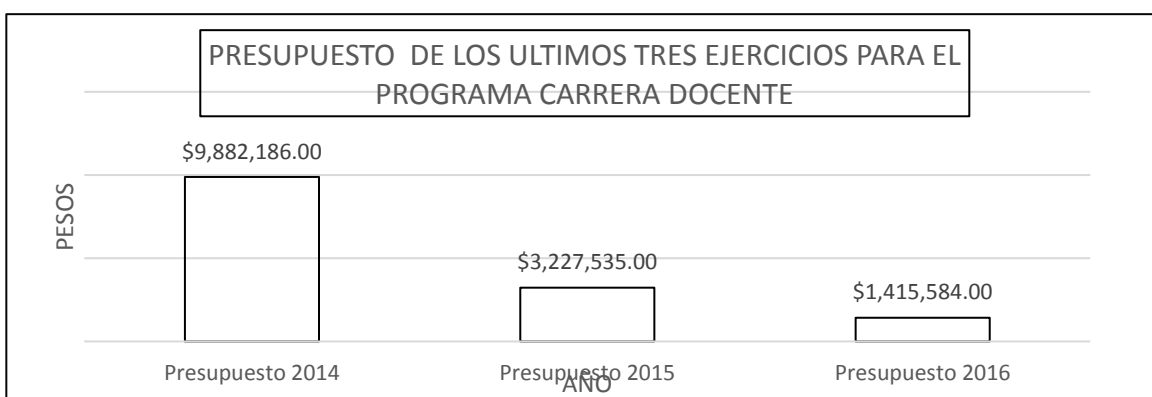 PRESUPUESTO DE LOS ULTIMOS TRES EJERCICIOS PARA EL
PROGRAMA CARRERA DOCENTE
$9,882,186.00
$3,227,535.00
$1,415,584.00
PESOS
Presupuesto 2014
Presupuesto 2015
Presupuesto 2016
AÑO